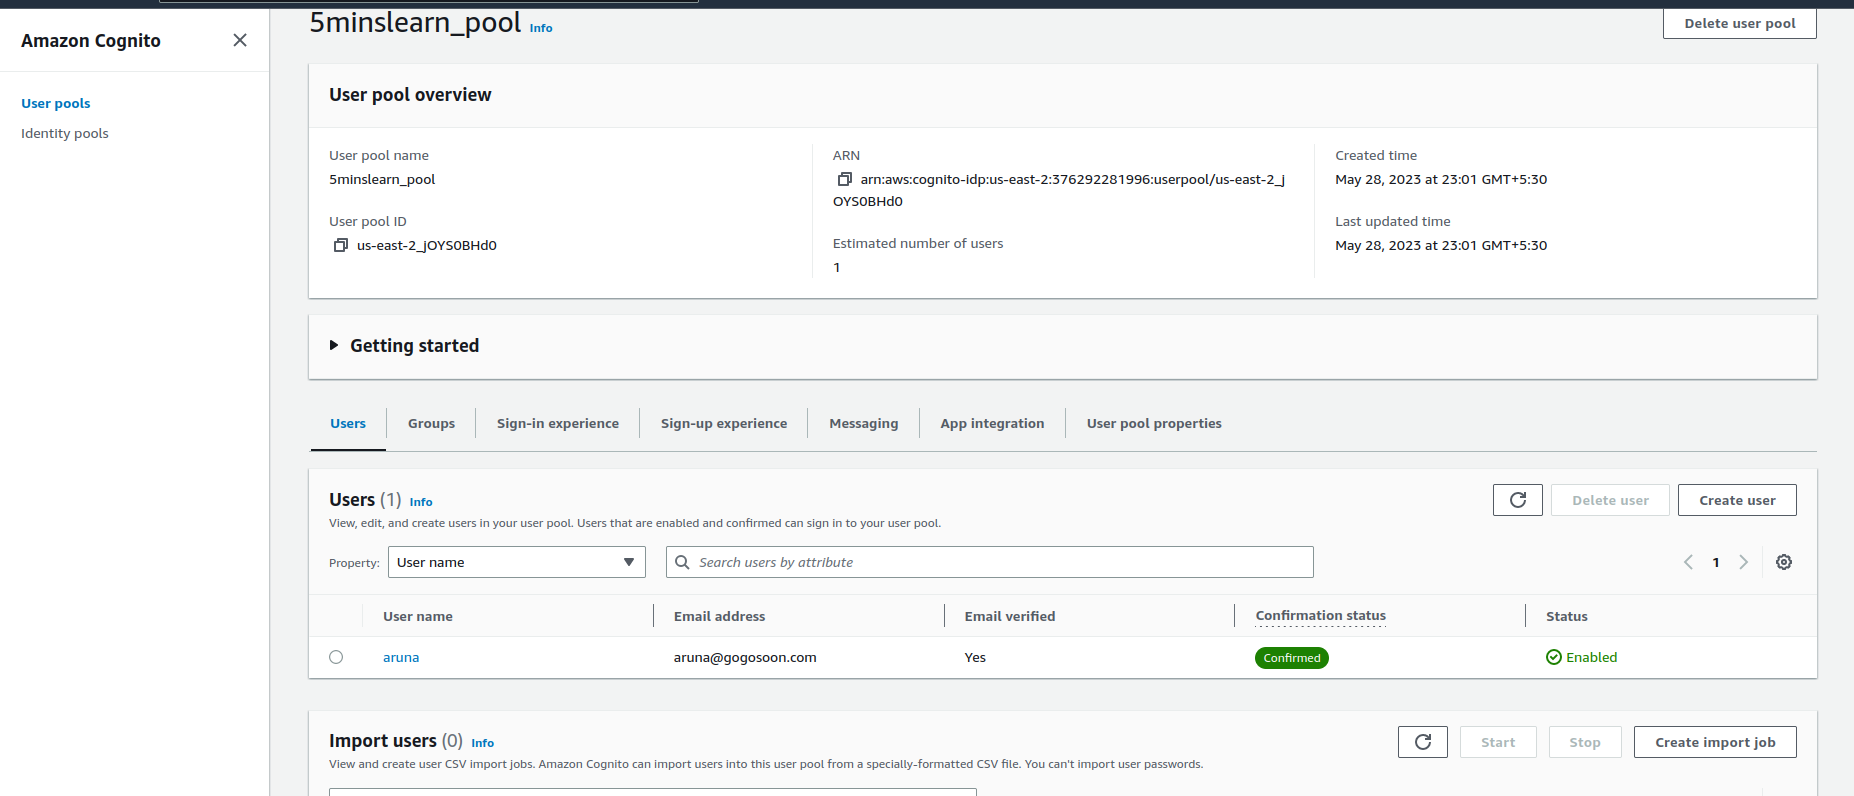 5minslearn_pool Info
Delete user pool
Amazon Cognito
User pools
Identity pools
User pool overview
User pool name
5minslearn_pool
User pool ID
us-east-2_jOYS0BHd0
ARN
arn:aws:cognito-idp:us-east-2:376292281996:userpool/us-east-2_j
OYS0BHd0
Estimated number of users
1
Created time
May 28, 2023 at 23:01 GMT+5:30
Last updated time
May 28, 2023 at 23:01 GMT+5:30
Getting started
Users Groups Sign-in experience Sign-up experience Messaging App integration User pool properties
Users (1) Info
View, edit, and create users in your user pool. Users that are enabled and confirmed can sign in to your user pool.
Delete user Create user
Property: User name Search users by attribute 1
User name Email address Email verified Confirmation status Status
aruna aruna@gogosoon.com Yes Confirmed Enabled
Import users (0) Info
View and create user CSV import jobs. Amazon Cognito can import users into this user pool from a specially-formatted CSV file. You can't import user passwords.
Start Stop Create import job